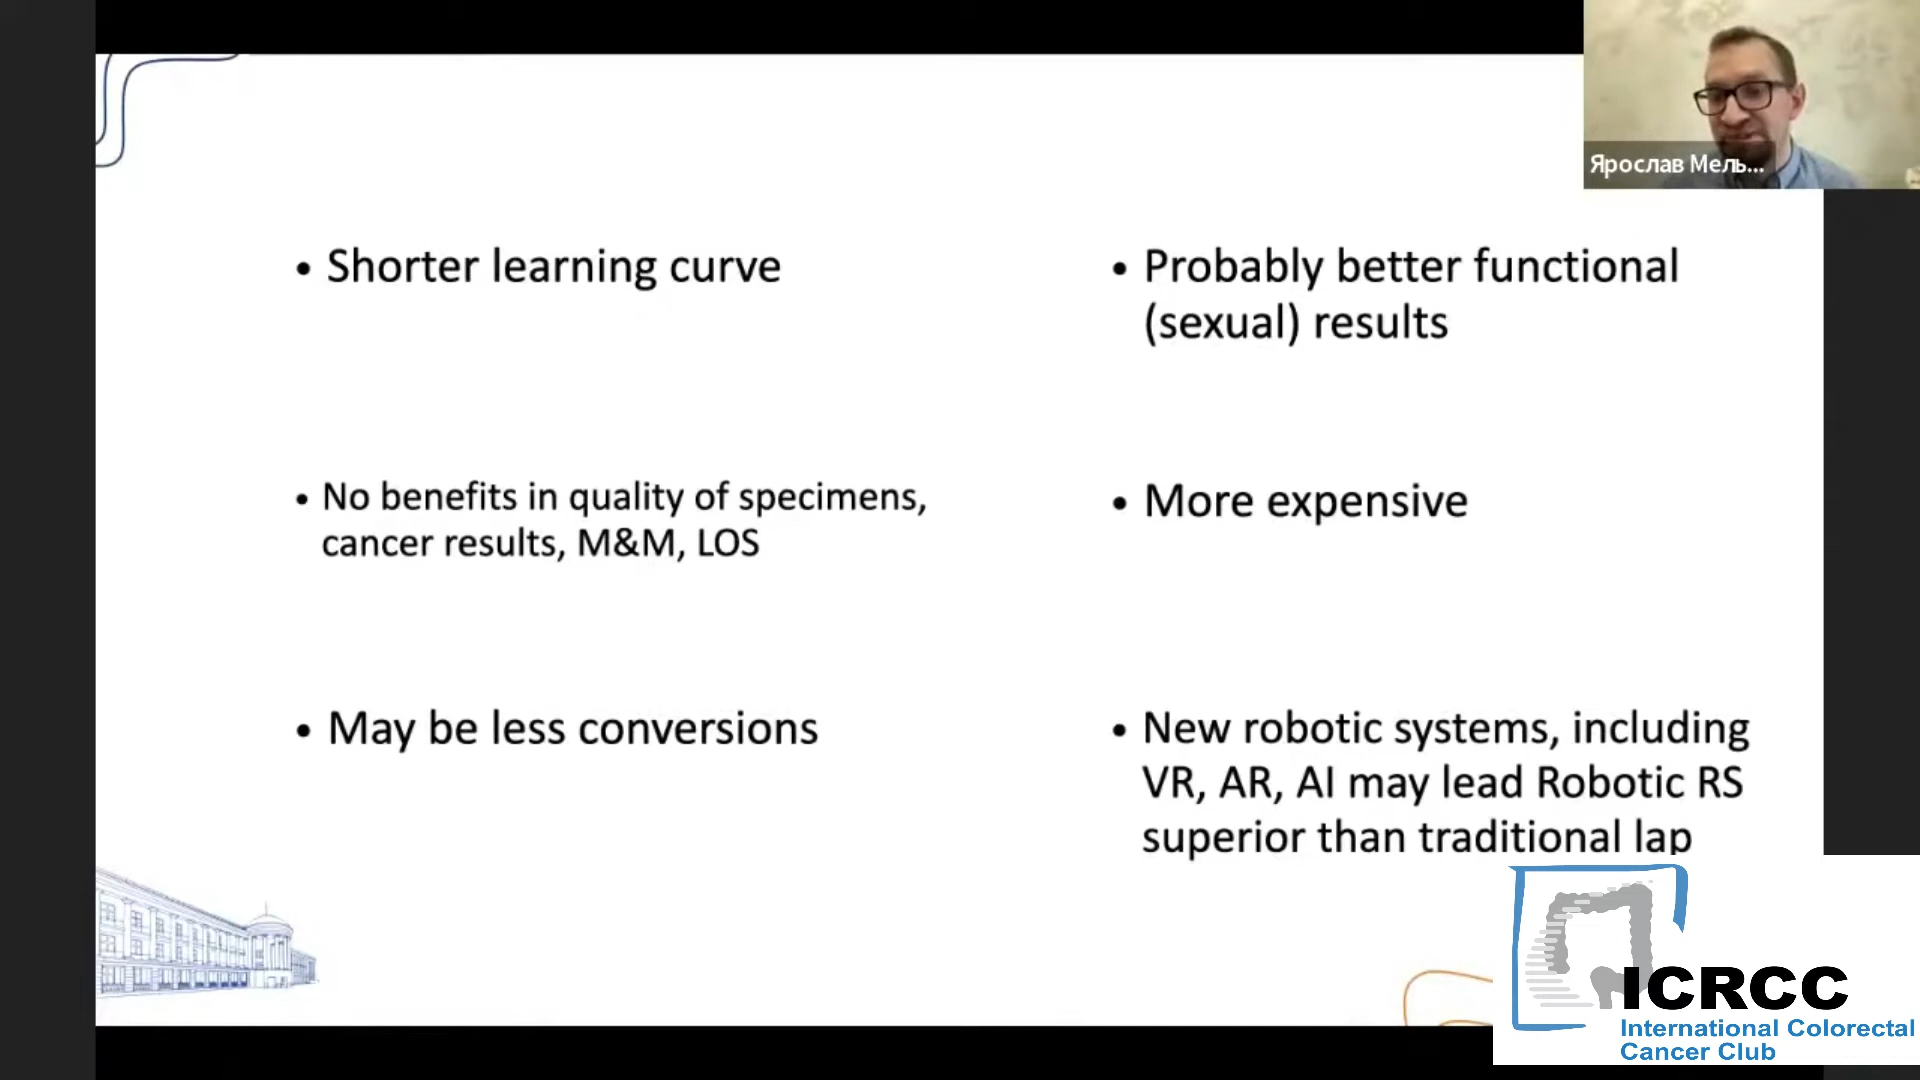 Ярослав Мель...
• Shorter learning curve
• Probably better functional
(sexual) results
• No benefits in quality of specimens,
cancer results, M&M, LOS
• More expensive
• May be less conversions
• New robotic systems, including
VR, AR, AI may lead Robotic RS
superior than traditional lap
ICRCC
International Colorectal
Cancer Club